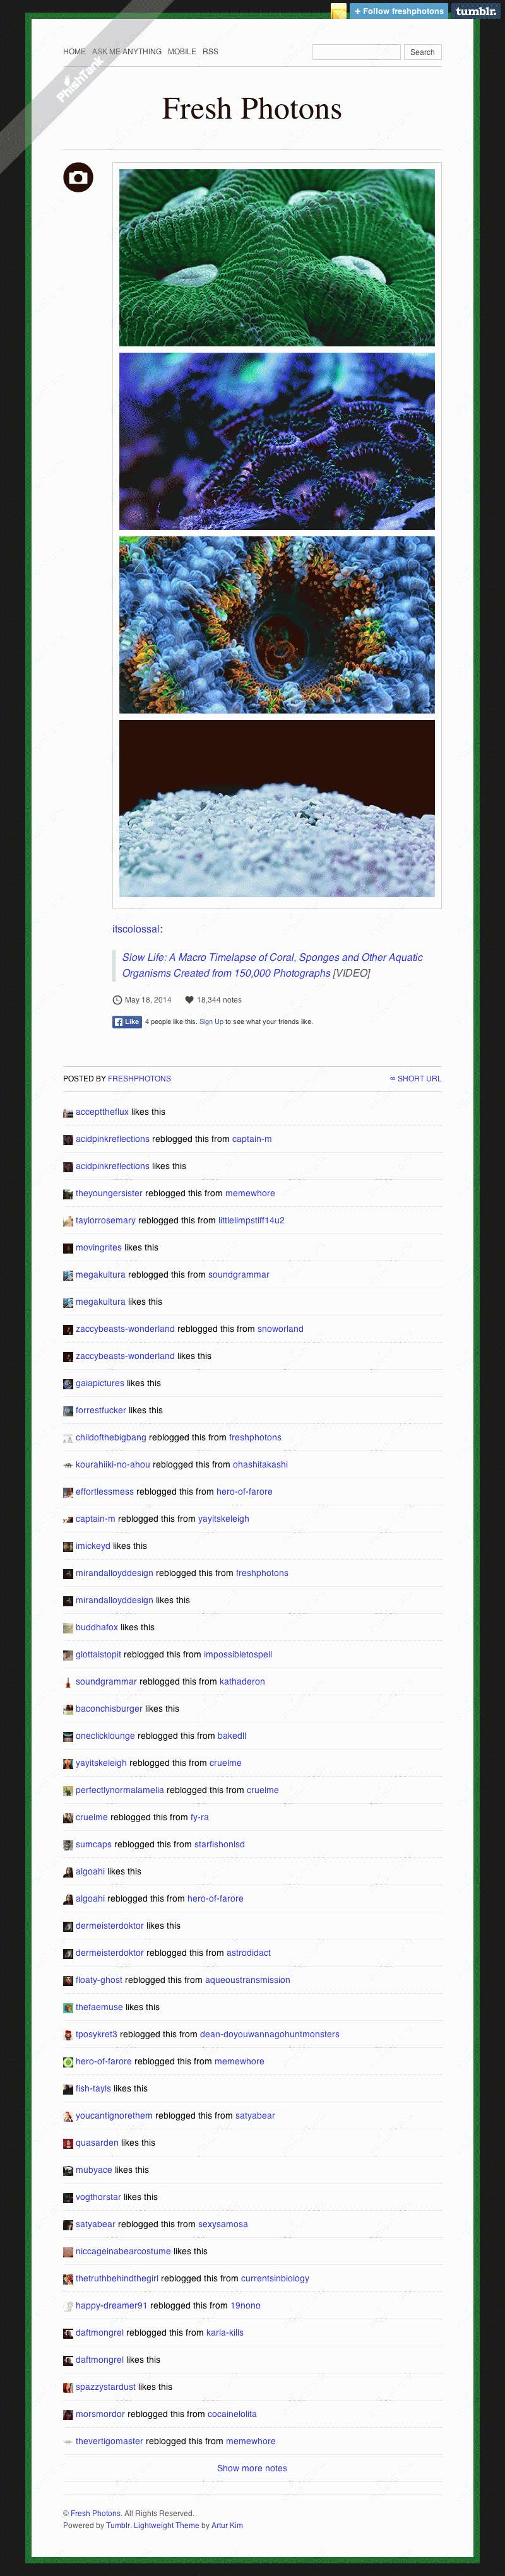 + Follow freshphotons
tumblr.
HOME ASK ME ANYTHING MOBILE RSS
Search
PhishTank
Fresh Photons
itscolossal:
Slow Life: A Macro Timelapse of Coral, Sponges and Other Aquatic
Organisms Created from 150,000 Photographs [VIDEO]
May 18, 2014 18,344 notes
Like 4 people like this. Sign Up to see what your friends like.
POSTED BY FRESHPHOTONS ∞ SHORT URL
accepttheflux likes this
acidpinkreflections reblogged this from captain-m
acidpinkreflections likes this
theyoungersister reblogged this from memewhore
taylorrosemary reblogged this from littlelimpstiff14u2
movingrites likes this
megakultura reblogged this from soundgrammar
megakultura likes this
zaccybeasts-wonderland reblogged this from snoworland
zaccybeasts-wonderland likes this
gaiapictures likes this
forrestfucker likes this
childofthebigbang reblogged this from freshphotons
kourahiiki-no-ahou reblogged this from ohashitakashi
effortlessmess reblogged this from hero-of-farore
captain-m reblogged this from yayitskeleigh
imickeyd likes this
mirandalloyddesign reblogged this from freshphotons
mirandalloyddesign likes this
buddhafox likes this
glottalstopit reblogged this from impossibletospell
soundgrammar reblogged this from kathaderon
baconchisburger likes this
oneclicklounge reblogged this from bakedll
yayitskeleigh reblogged this from cruelme
perfectlynormalamelia reblogged this from cruelme
cruelme reblogged this from fy-ra
sumcaps reblogged this from starfishonlsd
algoahi likes this
algoahi reblogged this from hero-of-farore
dermeisterdoktor likes this
dermeisterdoktor reblogged this from astrodidact
floaty-ghost reblogged this from aqueoustransmission
thefaemuse likes this
tposykret3 reblogged this from dean-doyouwannagohuntmonsters
hero-of-farore reblogged this from memewhore
fish-tayls likes this
youcantignorethem reblogged this from satyabear
quasarden likes this
mubyace likes this
vogthorstar likes this
satyabear reblogged this from sexysamosa
niccageinabearcostume likes this
thetruthbehindthegirl reblogged this from currentsinbiology
happy-dreamer91 reblogged this from 19nono
daftmongrel reblogged this from karla-kills
daftmongrel likes this
spazzystardust likes this
morsmordor reblogged this from cocainelolita
thevertigomaster reblogged this from memewhore
Show more notes
© Fresh Photons. All Rights Reserved.
Powered by Tumblr. Lightweight Theme by Artur Kim